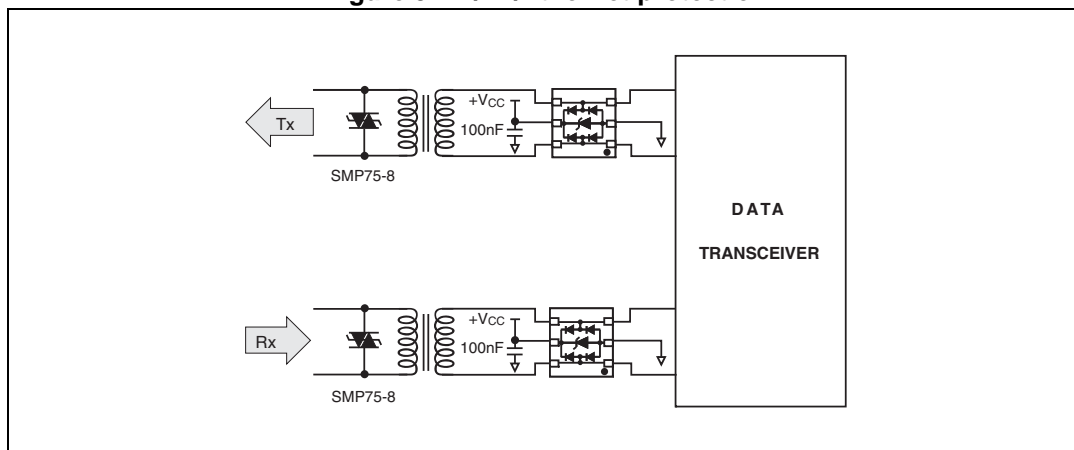 Tx
+VCC
100nF
SMP75-8
DATA
TRANSCEIVER
Rx
+VCC
100nF
SMP75-8